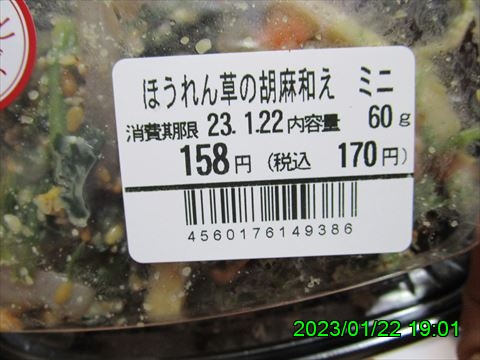 ほうれん草の胡麻和え ミニ
消費期限 23. 1.22 内容量 60g
158円 (税込 170円)
4560176149386
2023/01/22 19:01